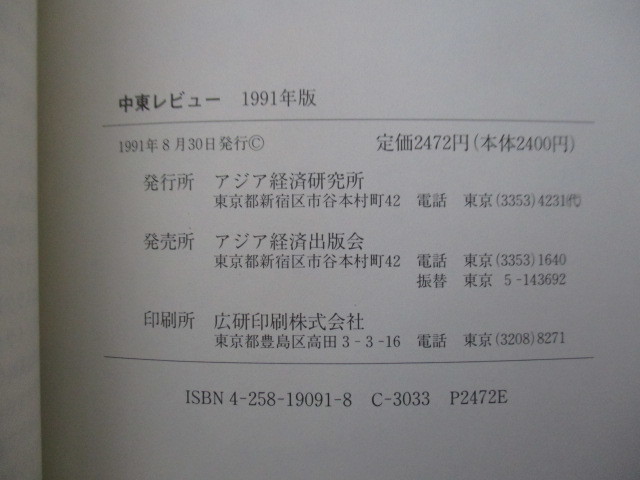 中東レビュー 1991年版
1991年8月30日発行© 定価2472円(本体2400円)
発行所 アジア経済研究所
東京都新宿区市谷本村町42 電話 東京(3353)4231代
発売所 アジア経済出版会
東京都新宿区市谷本村町42 電話 東京(3353)1640
振替 東京 5-143692
印刷所 広研印刷株式会社
東京都豊島区高田3-3-16 電話 東京(3208)8271
ISBN 4-258-19091-8 C-3033 P2472E